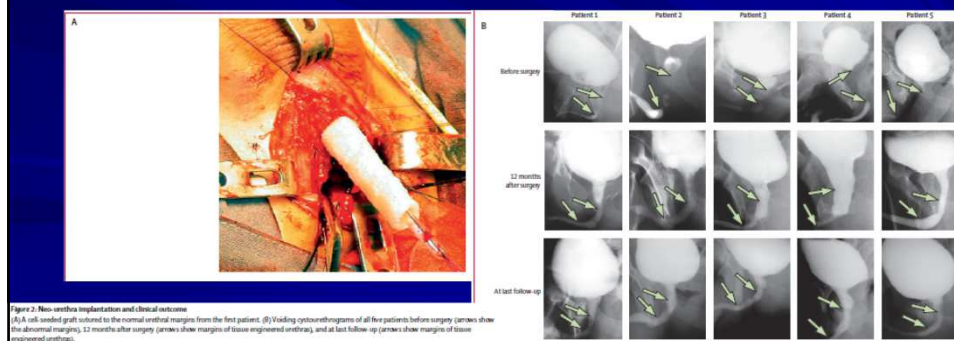 A
B
Patient 1 Patient 2 Patient 3 Patient 4 Patient 5
Before surgery
12 months
after surgery
At last follow-up
Figure 2: Neo-urethra implantation and clinical outcome
(A) A cell-seeded graft sutured to the normal urethral margins from the first patient. (B) Voiding cystourethrograms of all five patients before surgery (arrows show
the abnormal margins), 12 months after surgery (arrows show margins of tissue engineered urethras), and at last follow-up (arrows show margins of tissue
engineered urethras).